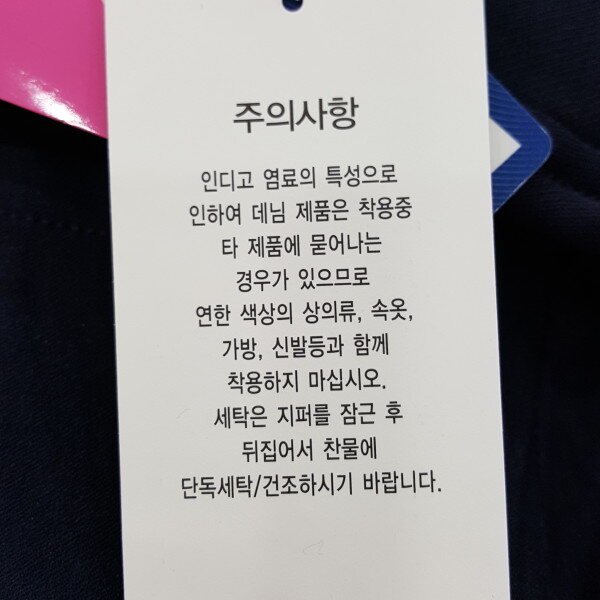 주의사항
인디고 염료의 특성으로
인하여 데님 제품은 착용중
타 제품에 묻어나는
경우가 있으므로
연한 색상의 상의류, 속옷,
가방, 신발등과 함께
착용하지 마십시오.
세탁은 지퍼를 잠근 후
뒤집어서 찬물에
단독세탁/건조하시기 바랍니다.